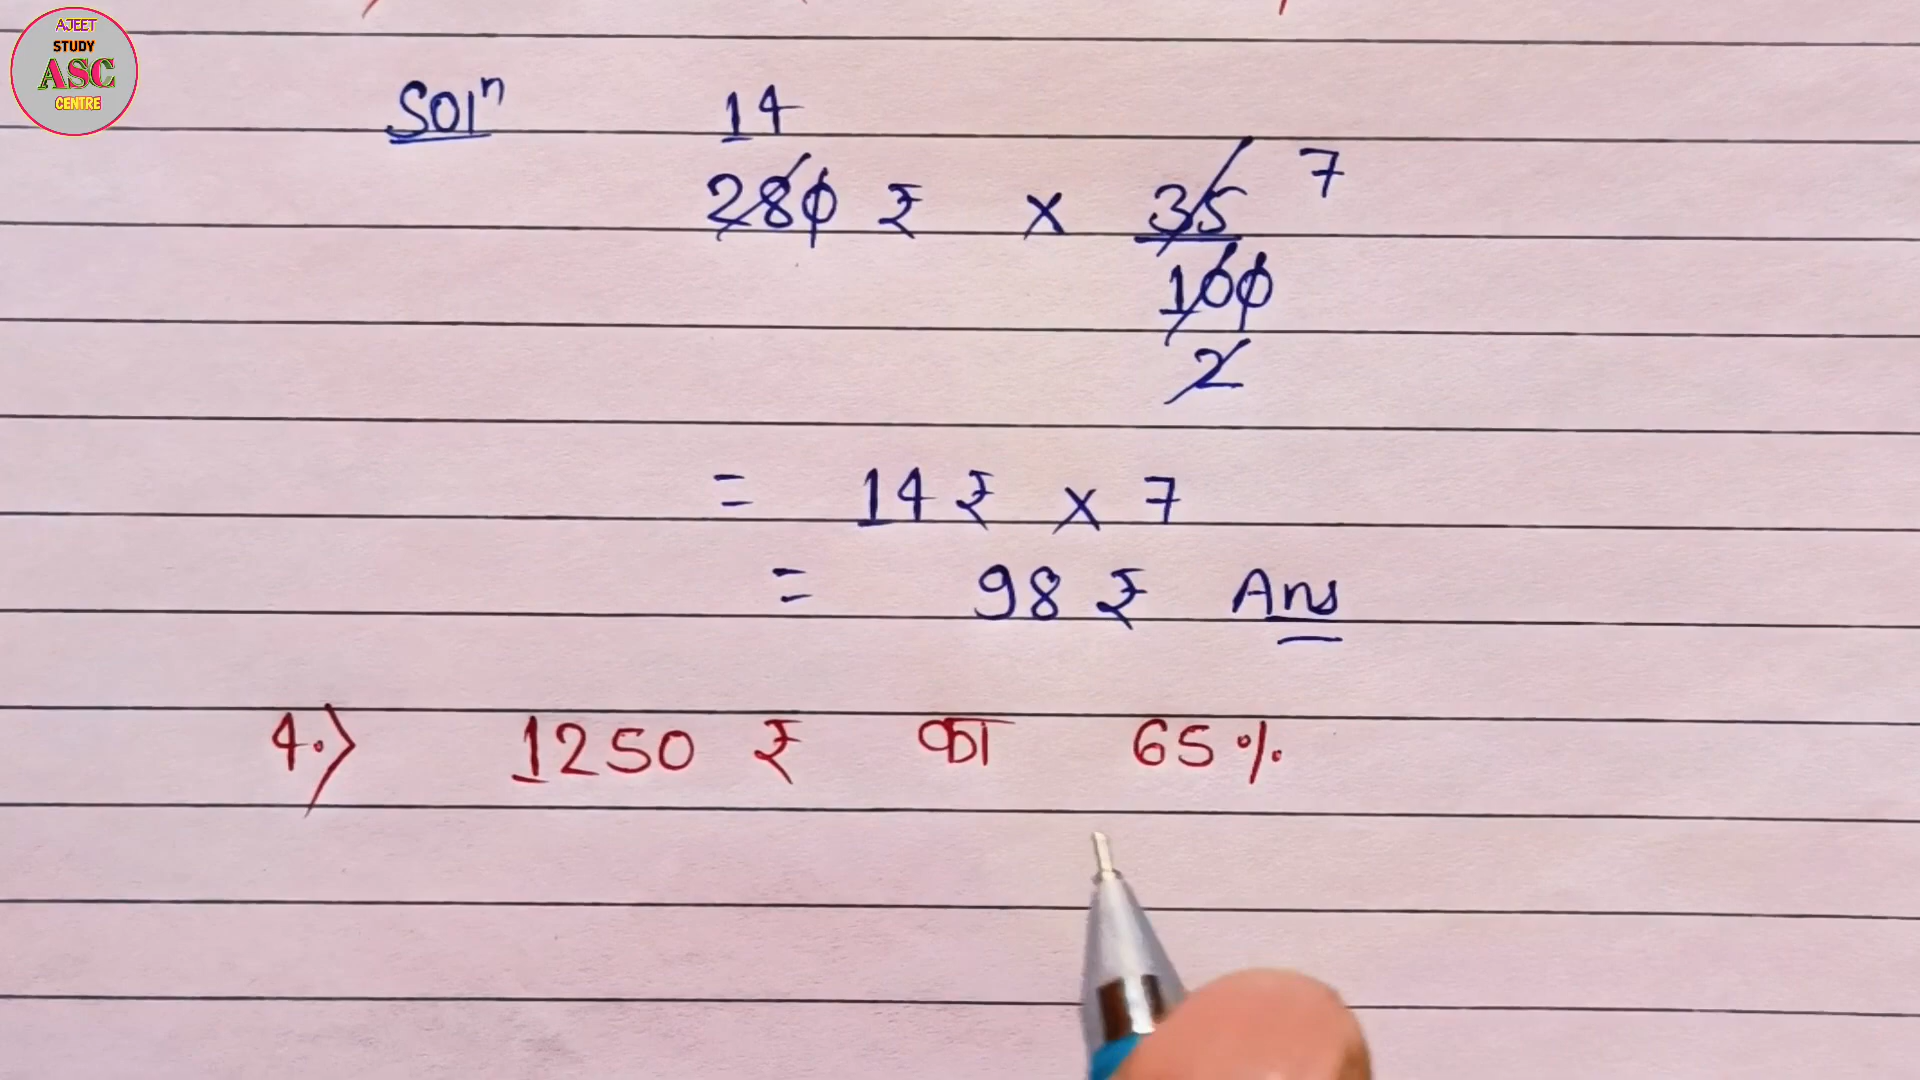 AJEET
STUDY
ASC
CENTRE
Solⁿ
14
280 ₹ × 35 7
100
2
= 14 ₹ × 7
= 98 ₹ Ans
4.) 1250 ₹ का 65%